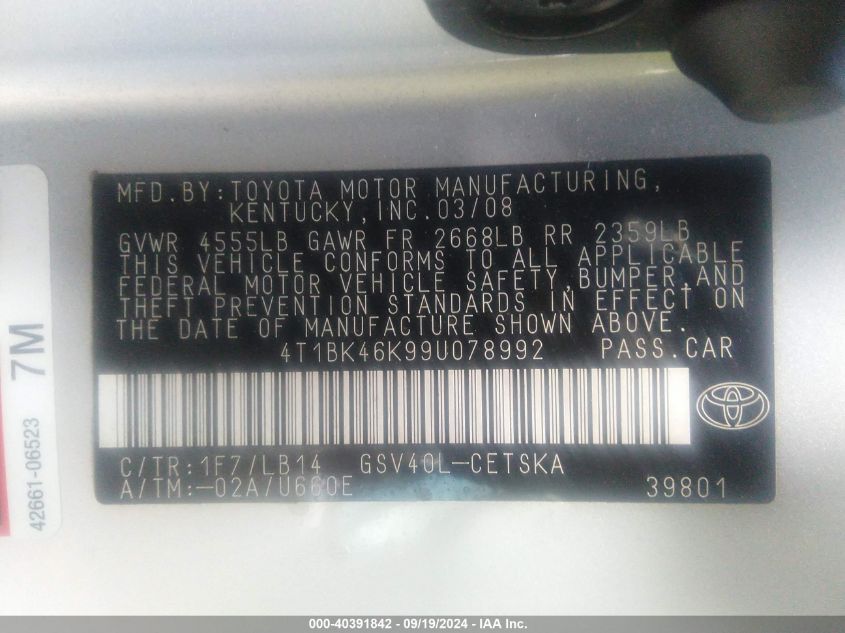 MFD.BY:TOYOTA MOTOR MANUFACTURING,
KENTUCKY,INC.03/08
GVWR 4555LB GAWR FR 2668LB RR 2359LB
THIS VEHICLE CONFORMS TO ALL APPLICABLE
FEDERAL MOTOR VEHICLE SAFETY,BUMPER,AND
THEFT PREVENTION STANDARDS IN EFFECT ON
THE DATE OF MANUFACTURE SHOWN ABOVE.
4T1BK46K99U078992 PASS.CAR
C/TR:1F7/LB14 GSV40L-CETSKA
A/TM:-02A/U660E 39801
7M
42661-06523
000-40391842 - 09/19/2024 - IAA Inc.